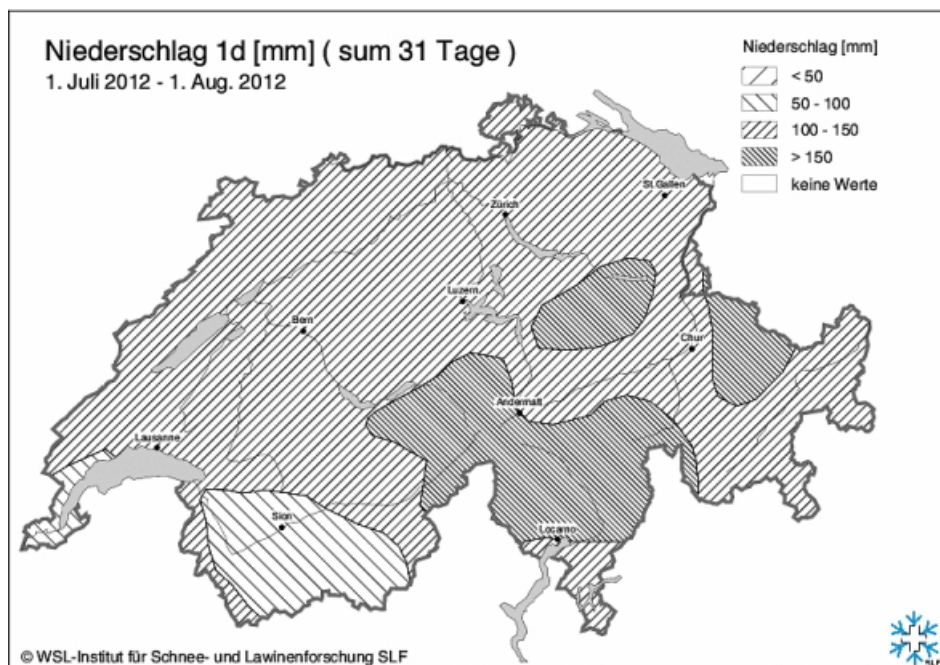 Niederschlag 1d [mm] ( sum 31 Tage )
1. Juli 2012 - 1. Aug. 2012
Niederschlag [mm]
< 50
50 - 100
100 - 150
> 150
keine Werte
St.Gallen
Zürich
Luzern
Bern
Chur
Andermatt
Lausanne
Sion
Locarno
© WSL-Institut für Schnee- und Lawinenforschung SLF
SLF